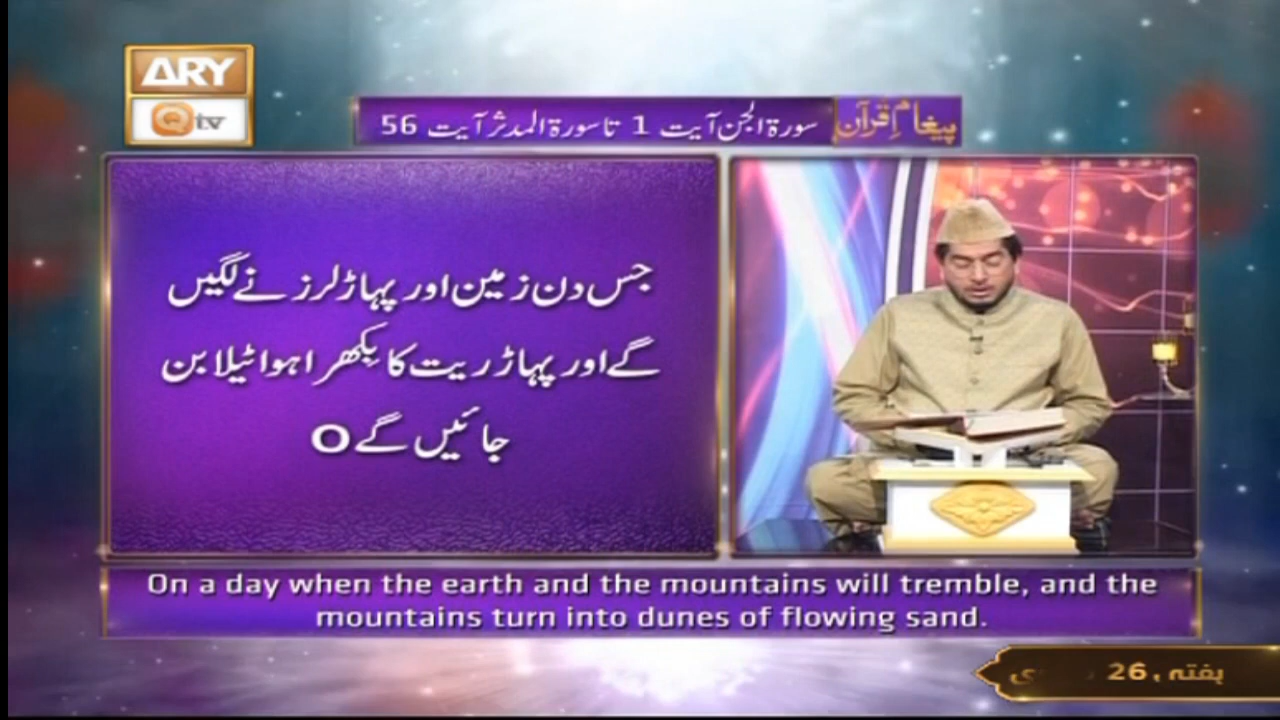 ARY
Qtv
پیغامِ قرآن
سورۃ الجن آیت 1 تا سورۃ المدثر آیت 56
جس دن زمین اور پہاڑ لرزنے لگیں
گے اور پہاڑ ریت کا بکھرا ہوا ٹیلا بن
جائیں گے O
On a day when the earth and the mountains will tremble, and the
mountains turn into dunes of flowing sand.
ہفتہ , 26